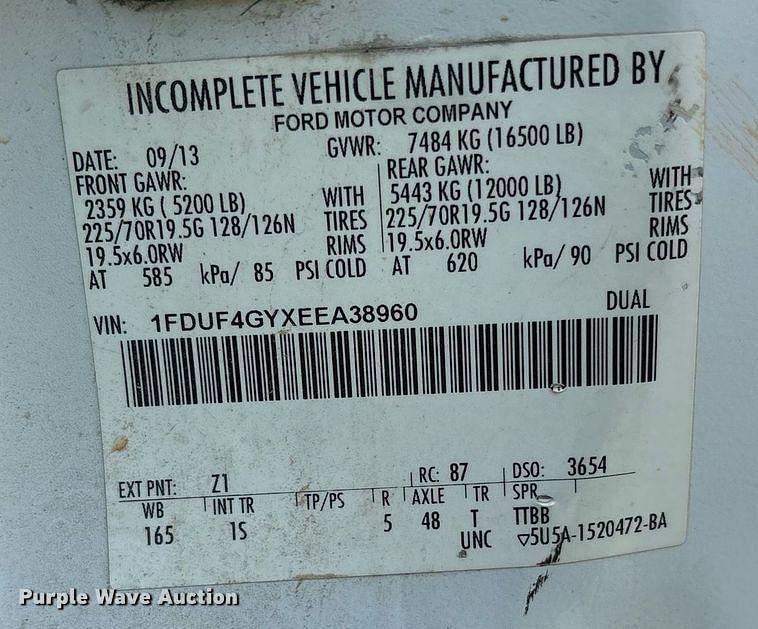 INCOMPLETE VEHICLE MANUFACTURED BY
FORD MOTOR COMPANY
DATE: 09/13 GVWR: 7484 KG (16500 LB)
FRONT GAWR: REAR GAWR:
2359 KG ( 5200 LB) WITH 5443 KG (12000 LB) WITH
225/70R19.5G 128/126N TIRES 225/70R19.5G 128/126N TIRES
19.5x6.0RW RIMS 19.5x6.0RW RIMS
AT 585 kPa/ 85 PSI COLD AT 620 kPa/ 90 PSI COLD
VIN: 1FDUF4GYXEEA38960 DUAL
EXT PNT: Z1 RC: 87 DSO: 3654
WB INT TR TP/PS R AXLE TR SPR
165 1S 5 48 T TTBB
UNC ▽5U5A-1520472-BA
Purple Wave Auction